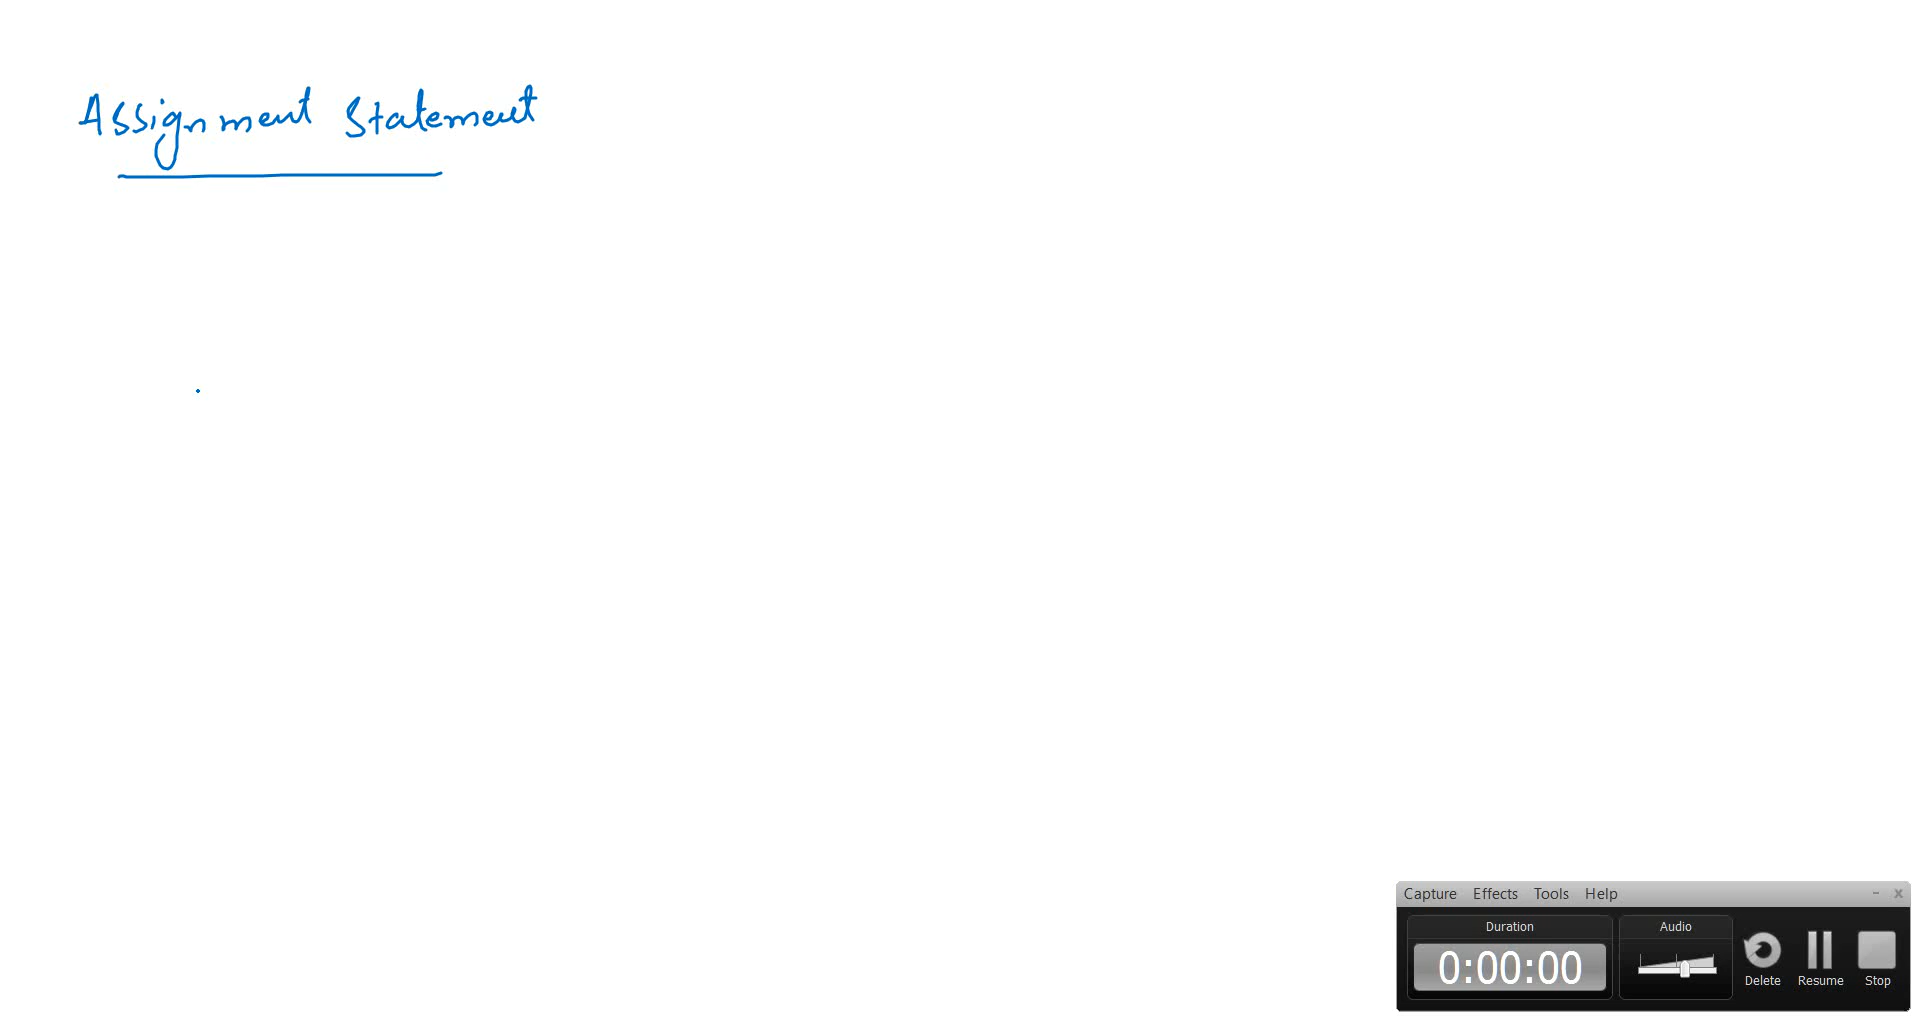 Assignment Statement
Capture Effects Tools Help
Duration Audio
0:00:00
Delete Resume Stop